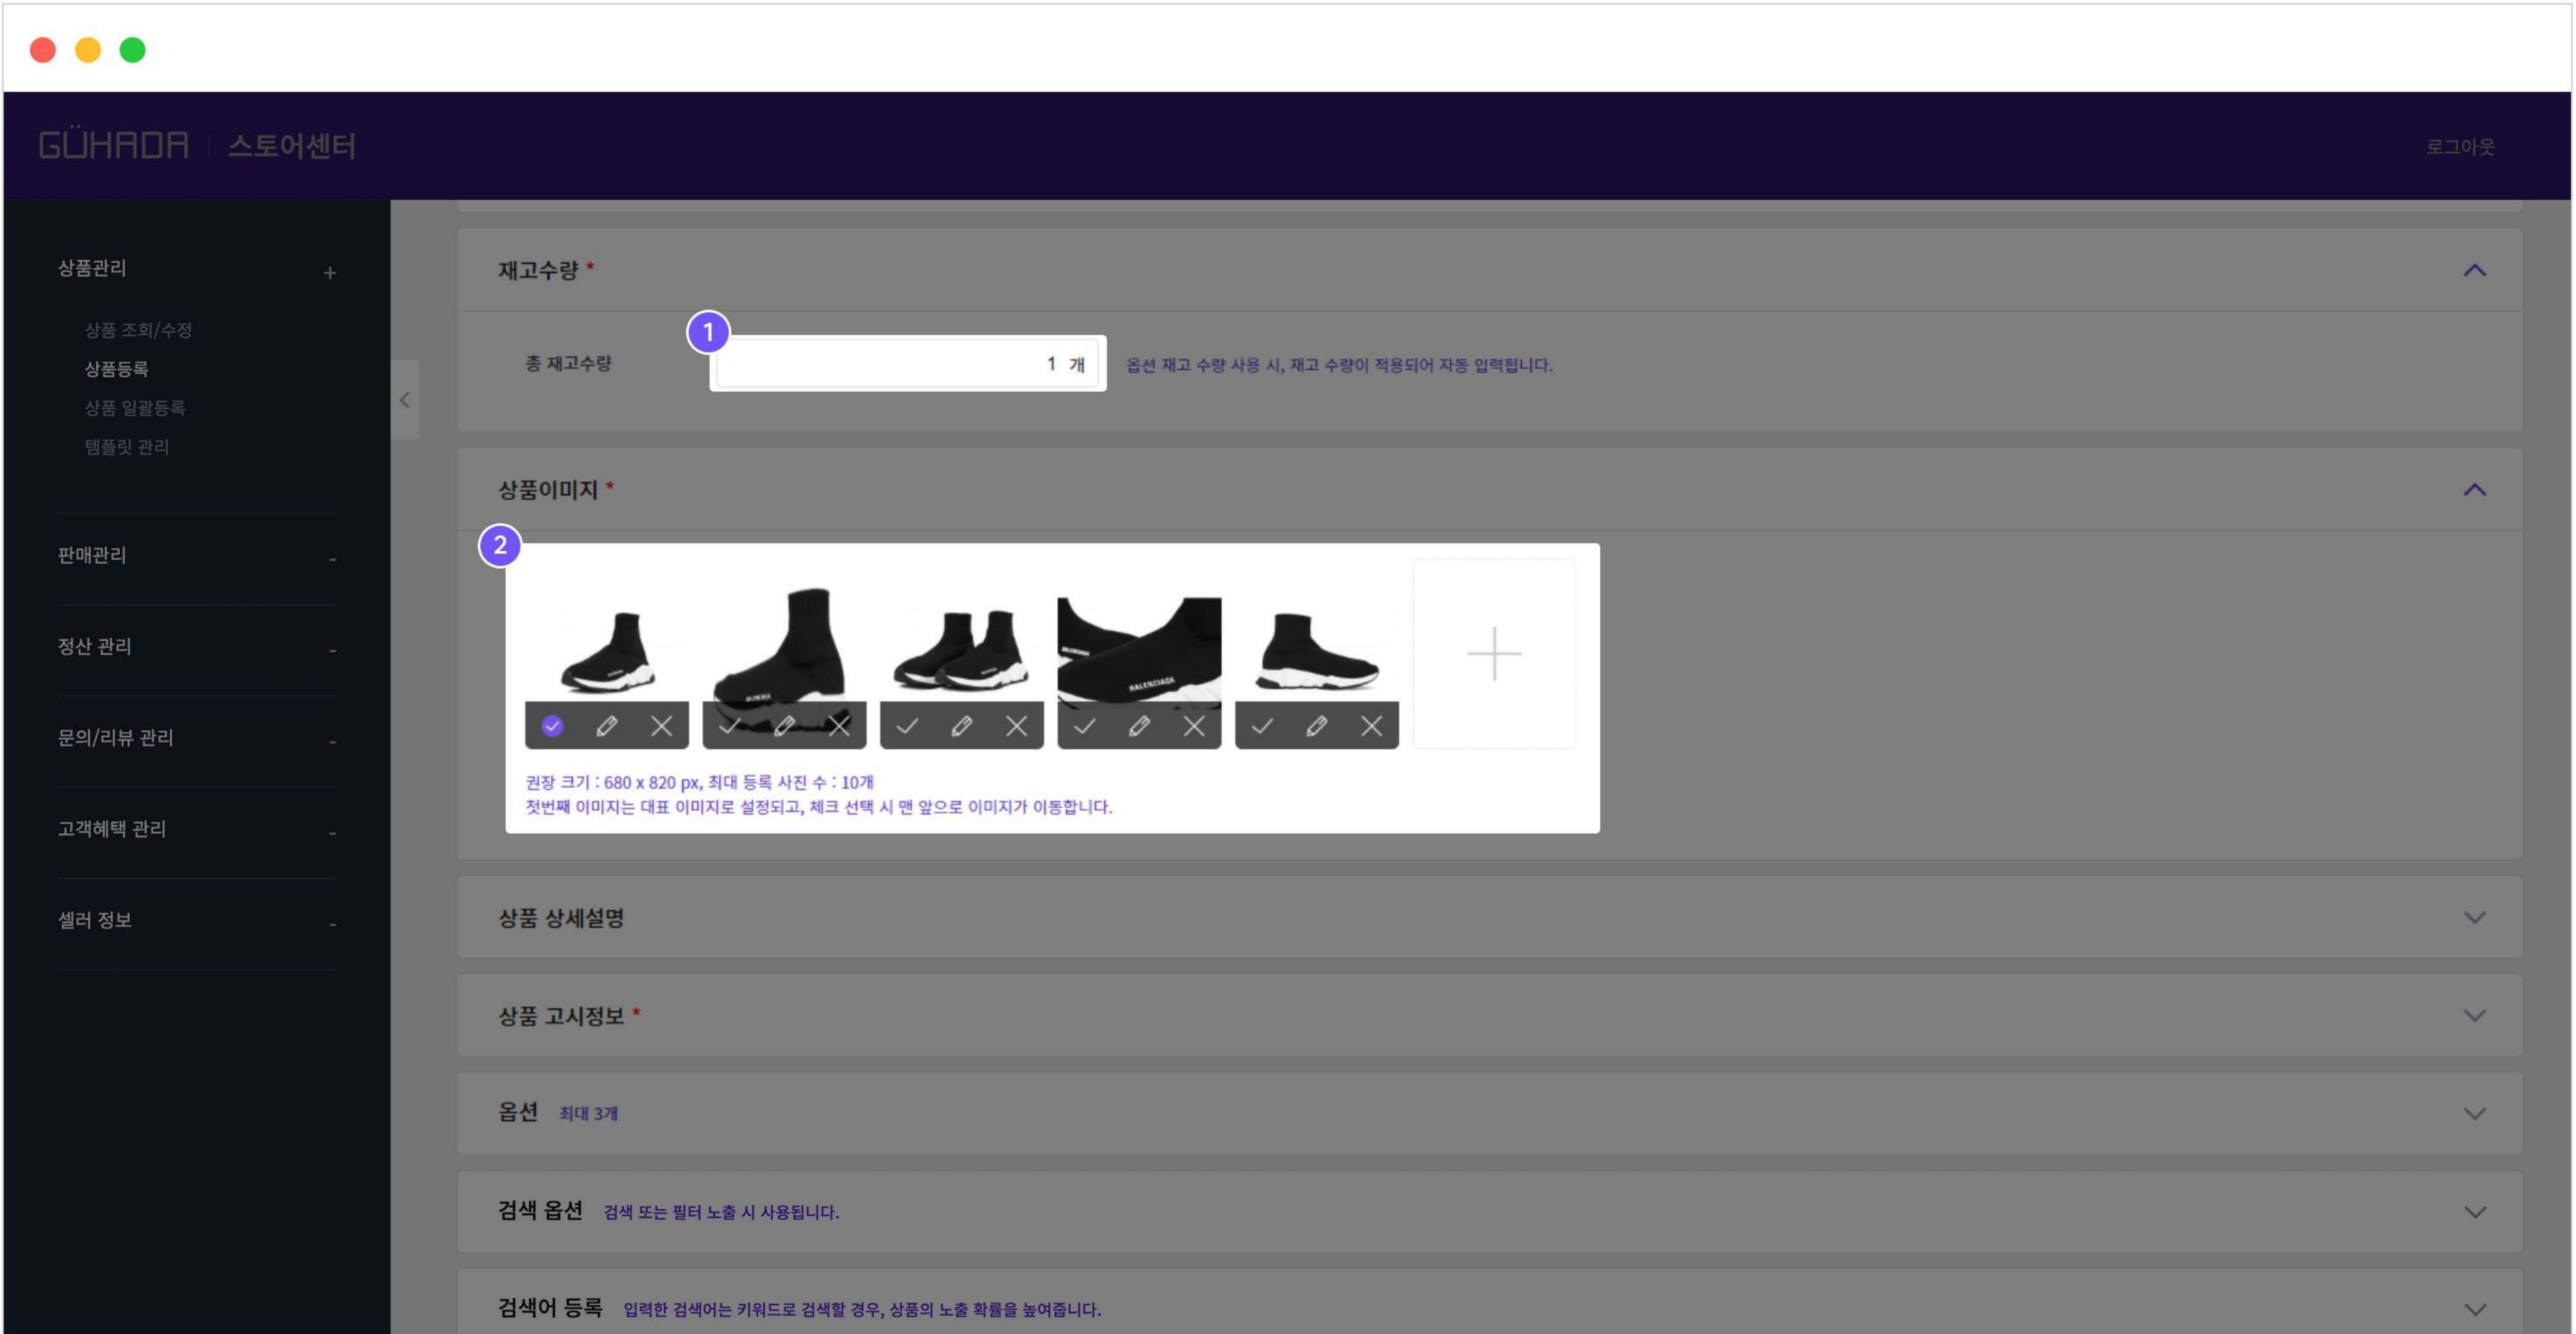 GÜHADA | 스토어센터
로그아웃
상품관리 +
상품 조회/수정
상품등록
상품 일괄등록
템플릿 관리
판매관리 -
정산 관리 -
문의/리뷰 관리 -
고객혜택 관리 -
셀러 정보 -
재고수량 *
1
총 재고수량 1 개 옵션 재고 수량 사용 시, 재고 수량이 적용되어 자동 입력됩니다.
상품이미지 *
2
BALENCIAGA
권장 크기 : 680 x 820 px, 최대 등록 사진 수 : 10개
첫번째 이미지는 대표 이미지로 설정되고, 체크 선택 시 맨 앞으로 이미지가 이동합니다.
상품 상세설명
상품 고시정보 *
옵션 최대 3개
검색 옵션 검색 또는 필터 노출 시 사용됩니다.
검색어 등록 입력한 검색어는 키워드로 검색할 경우, 상품의 노출 확률을 높여줍니다.